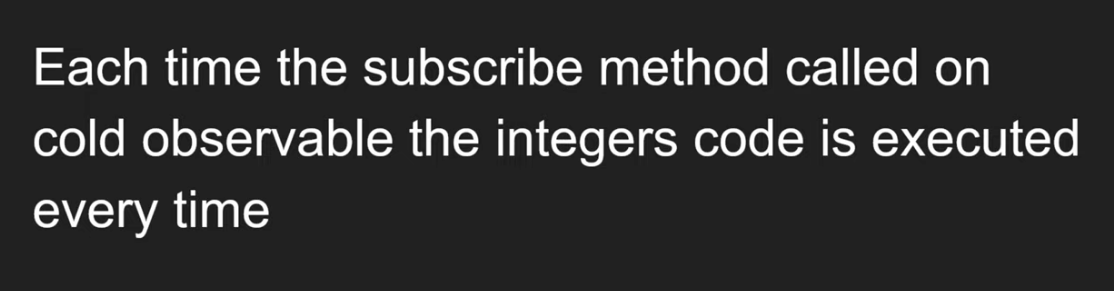 Each time the subscribe method called on
cold observable the integers code is executed
every time